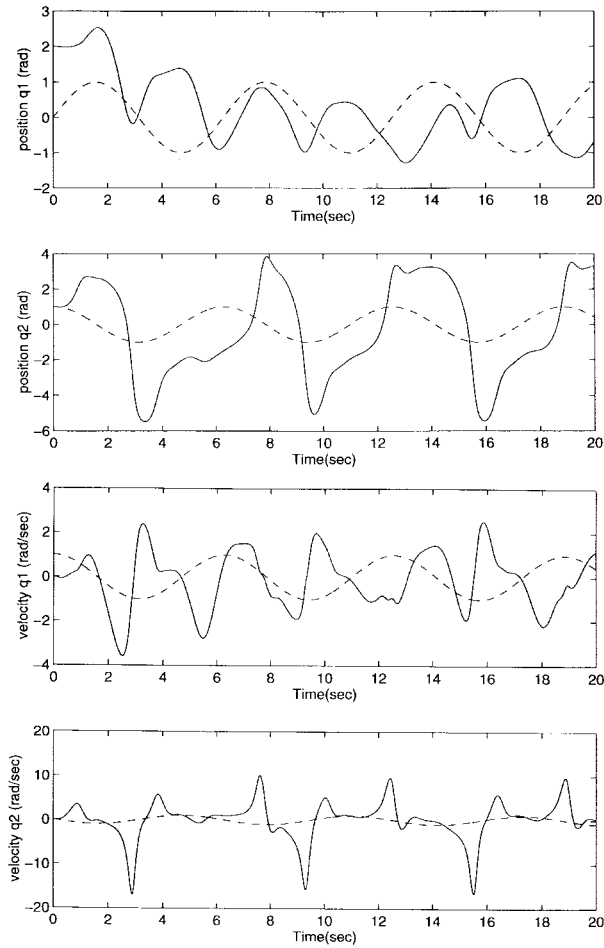 3
2
1
0
−1
−2
position q1 (rad)
0 2 4 6 8 10 12 14 16 18 20
Time(sec)
4
2
0
−2
−4
−6
position q2 (rad)
0 2 4 6 8 10 12 14 16 18 20
Time(sec)
4
2
0
−2
−4
velocity q1 (rad/sec)
0 2 4 6 8 10 12 14 16 18 20
Time(sec)
20
10
0
−10
−20
velocity q2 (rad/sec)
0 2 4 6 8 10 12 14 16 18 20
Time(sec)